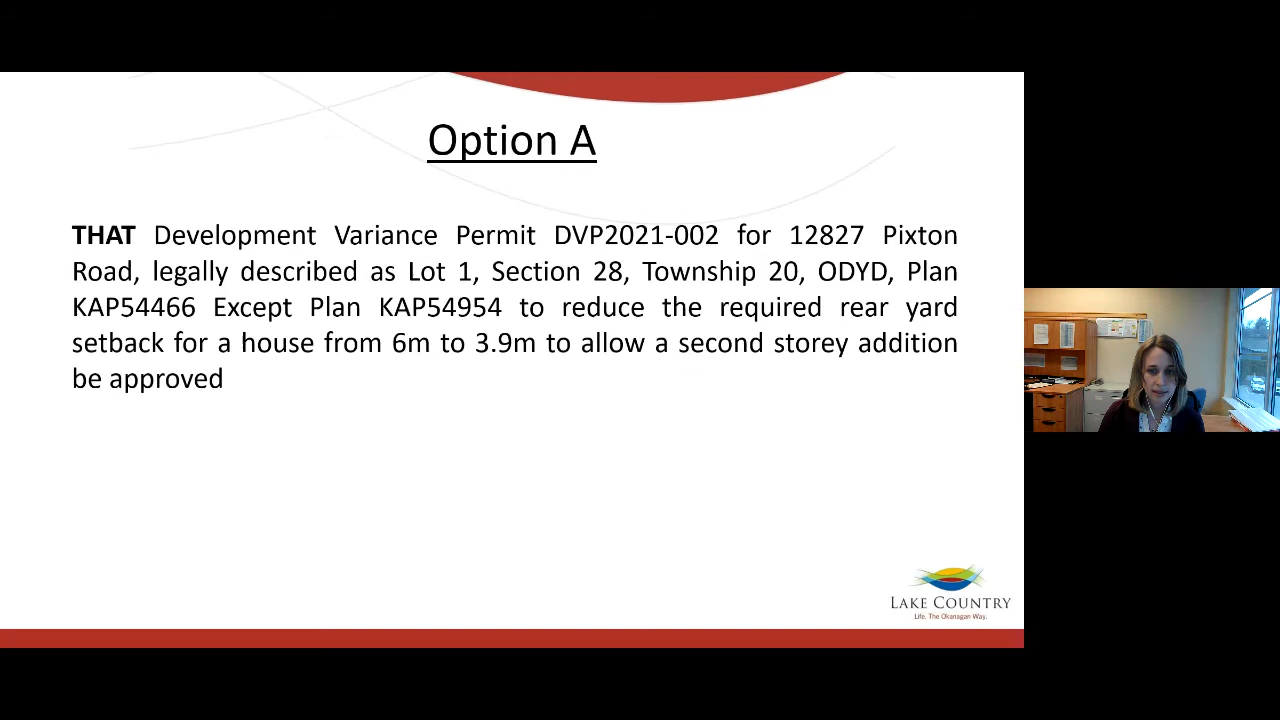 Option A
THAT Development Variance Permit DVP2021-002 for 12827 Pixton
Road, legally described as Lot 1, Section 28, Township 20, ODYD, Plan
KAP54466 Except Plan KAP54954 to reduce the required rear yard
setback for a house from 6m to 3.9m to allow a second storey addition
be approved
LAKE COUNTRY
Life. The Okanagan Way.